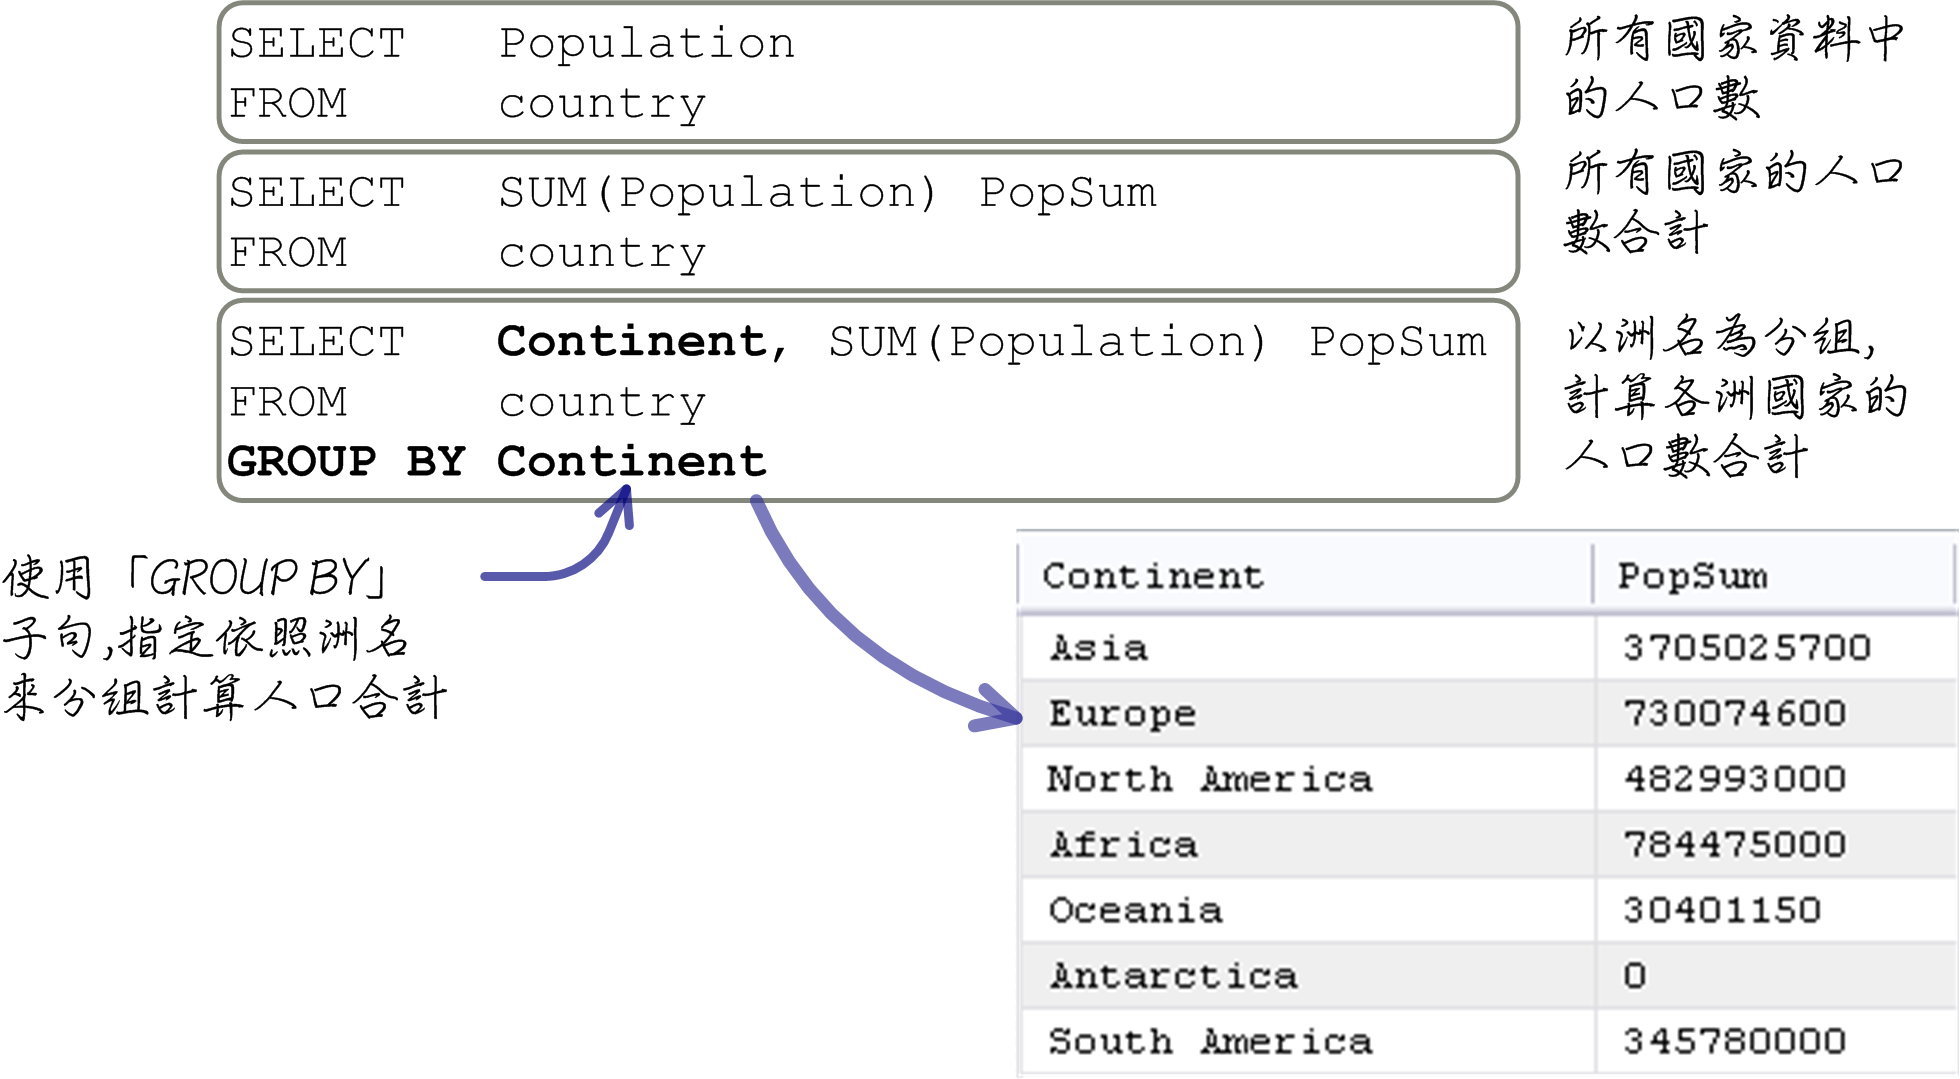 SELECT Population
FROM country
所有國家資料中
的人口數
SELECT SUM(Population) PopSum
FROM country
所有國家的人口
數合計
SELECT Continent, SUM(Population) PopSum
FROM country
GROUP BY Continent
以洲名為分組,
計算各洲國家的
人口數合計
使用「GROUP BY」
子句,指定依照洲名
來分組計算人口合計
Continent PopSum
Asia 3705025700
Europe 730074600
North America 482993000
Africa 784475000
Oceania 30401150
Antarctica 0
South America 345780000